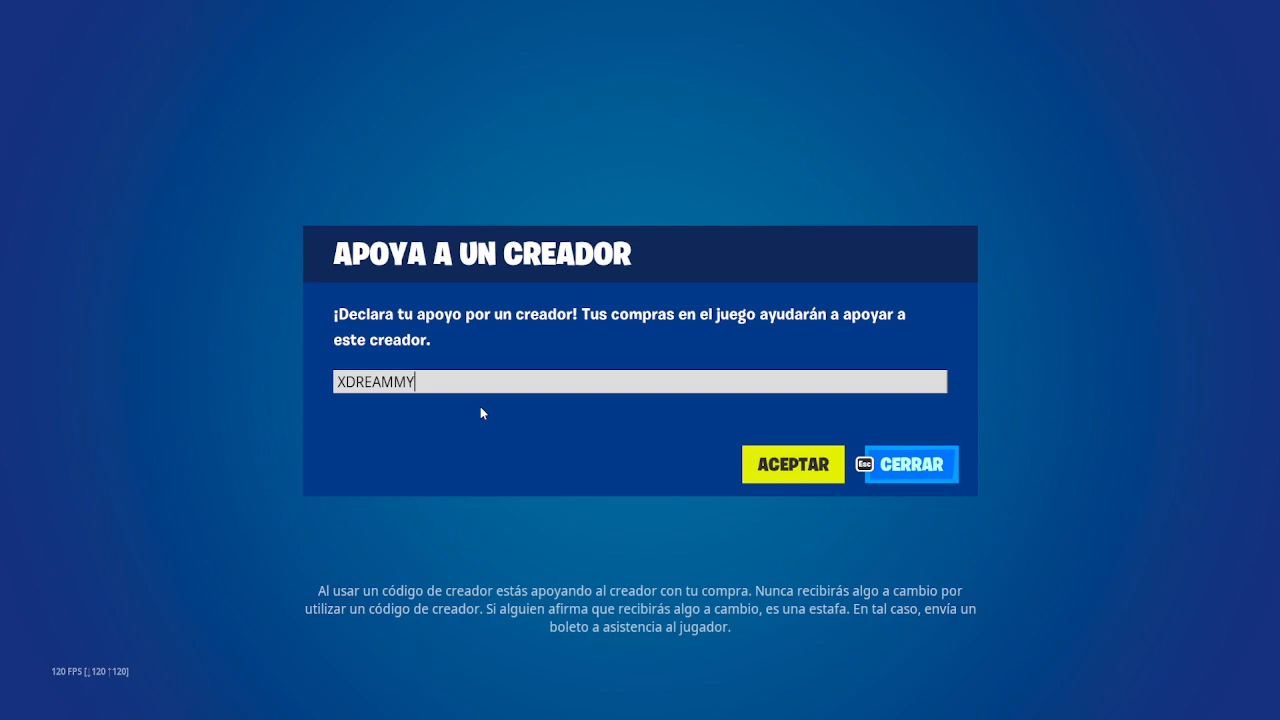 APOYA A UN CREADOR
¡Declara tu apoyo por un creador! Tus compras en el juego ayudarán a apoyar a
este creador.
XDREAMMY
ACEPTAR
Esc CERRAR
Al usar un código de creador estás apoyando al creador con tu compra. Nunca recibirás algo a cambio por
utilizar un código de creador. Si alguien afirma que recibirás algo a cambio, es una estafa. En tal caso, envía un
boleto a asistencia al jugador.
120 FPS [↓120 ↑120]